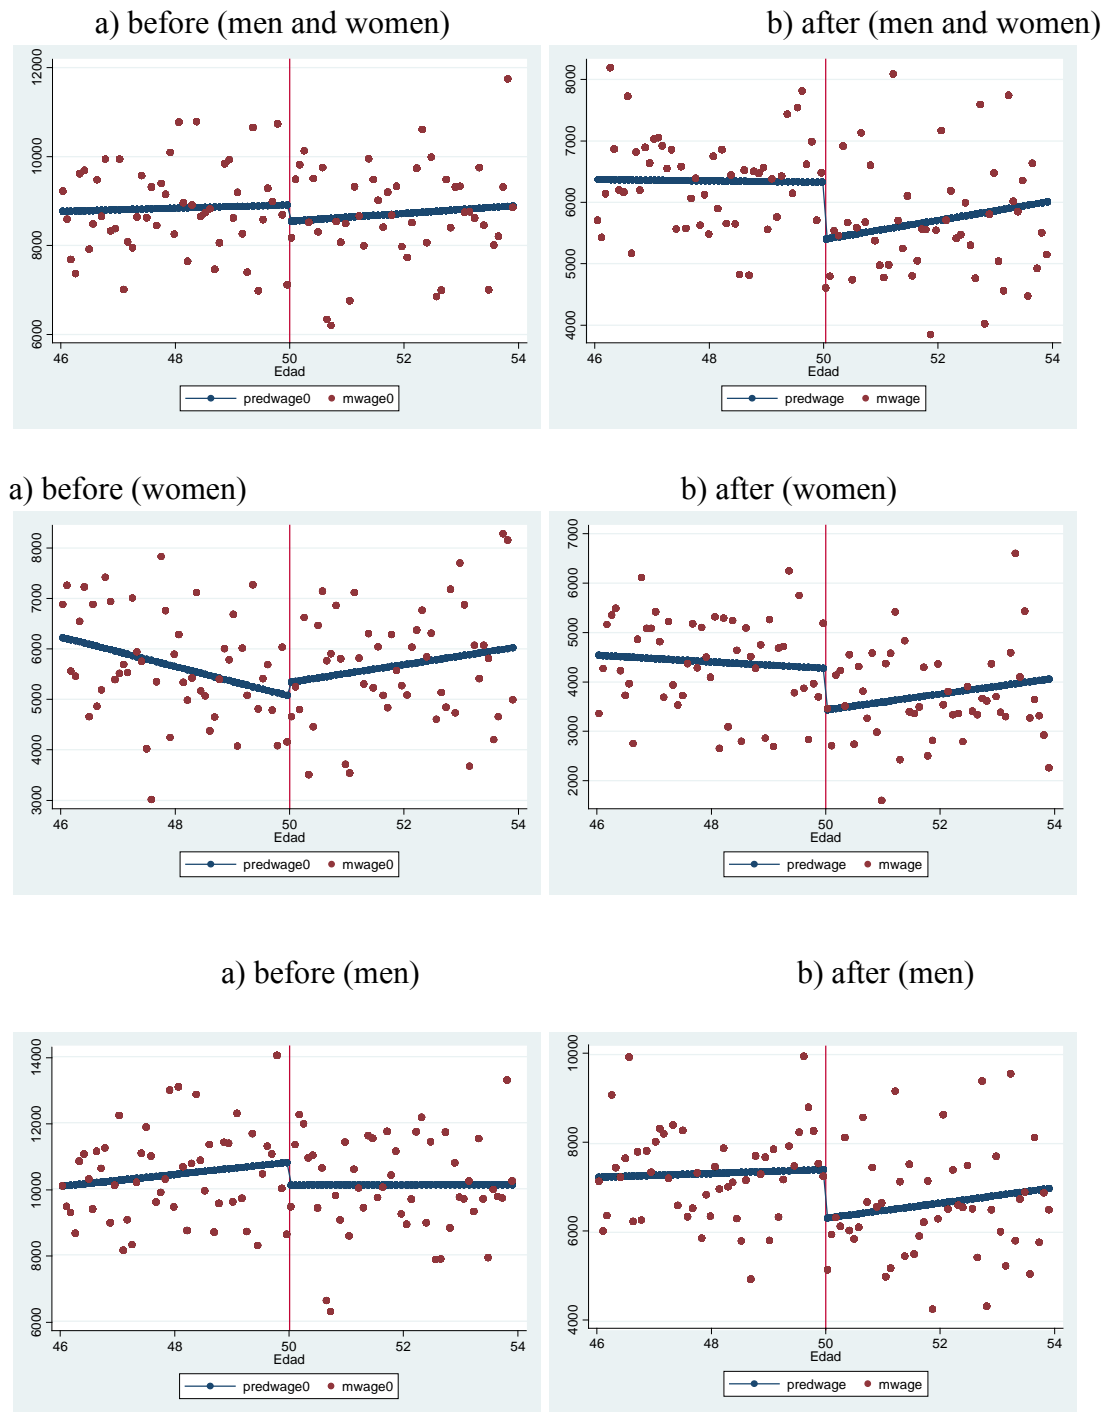 a) before (men and women)
b) after (men and women)
12000
10000
8000
6000
46 48 50 52 54
Edad
predwage0 mwage0
8000
7000
6000
5000
4000
46 48 50 52 54
Edad
predwage mwage
a) before (women)
b) after (women)
8000
7000
6000
5000
4000
3000
46 48 50 52 54
Edad
predwage0 mwage0
7000
6000
5000
4000
3000
2000
46 48 50 52 54
Edad
predwage mwage
a) before (men)
b) after (men)
14000
12000
10000
8000
6000
46 48 50 52 54
Edad
predwage0 mwage0
10000
8000
6000
4000
46 48 50 52 54
Edad
predwage mwage